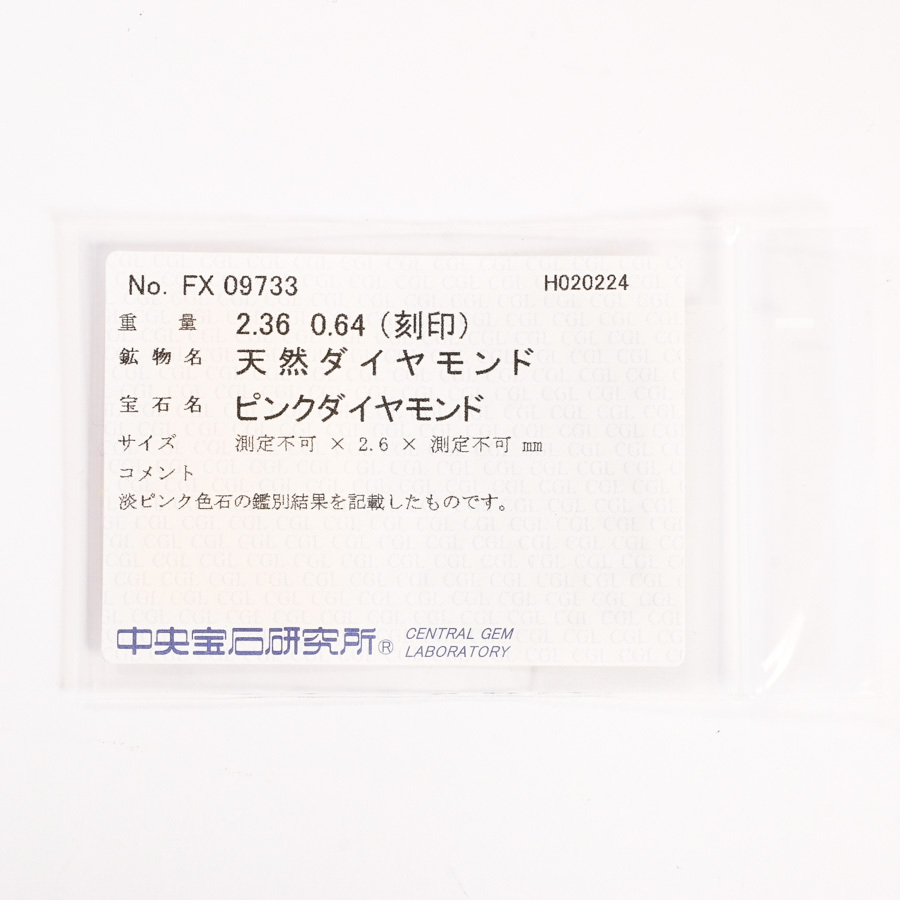 No. FX 09733 H020224
重 量 2.36 0.64 (刻印)
鉱物名 天然ダイヤモンド
宝石名 ピンクダイヤモンド
サイズ 測定不可 × 2.6 × 測定不可 mm
コメント
淡ピンク色石の鑑別結果を記載したものです。
中央宝石研究所® CENTRAL GEM
LABORATORY